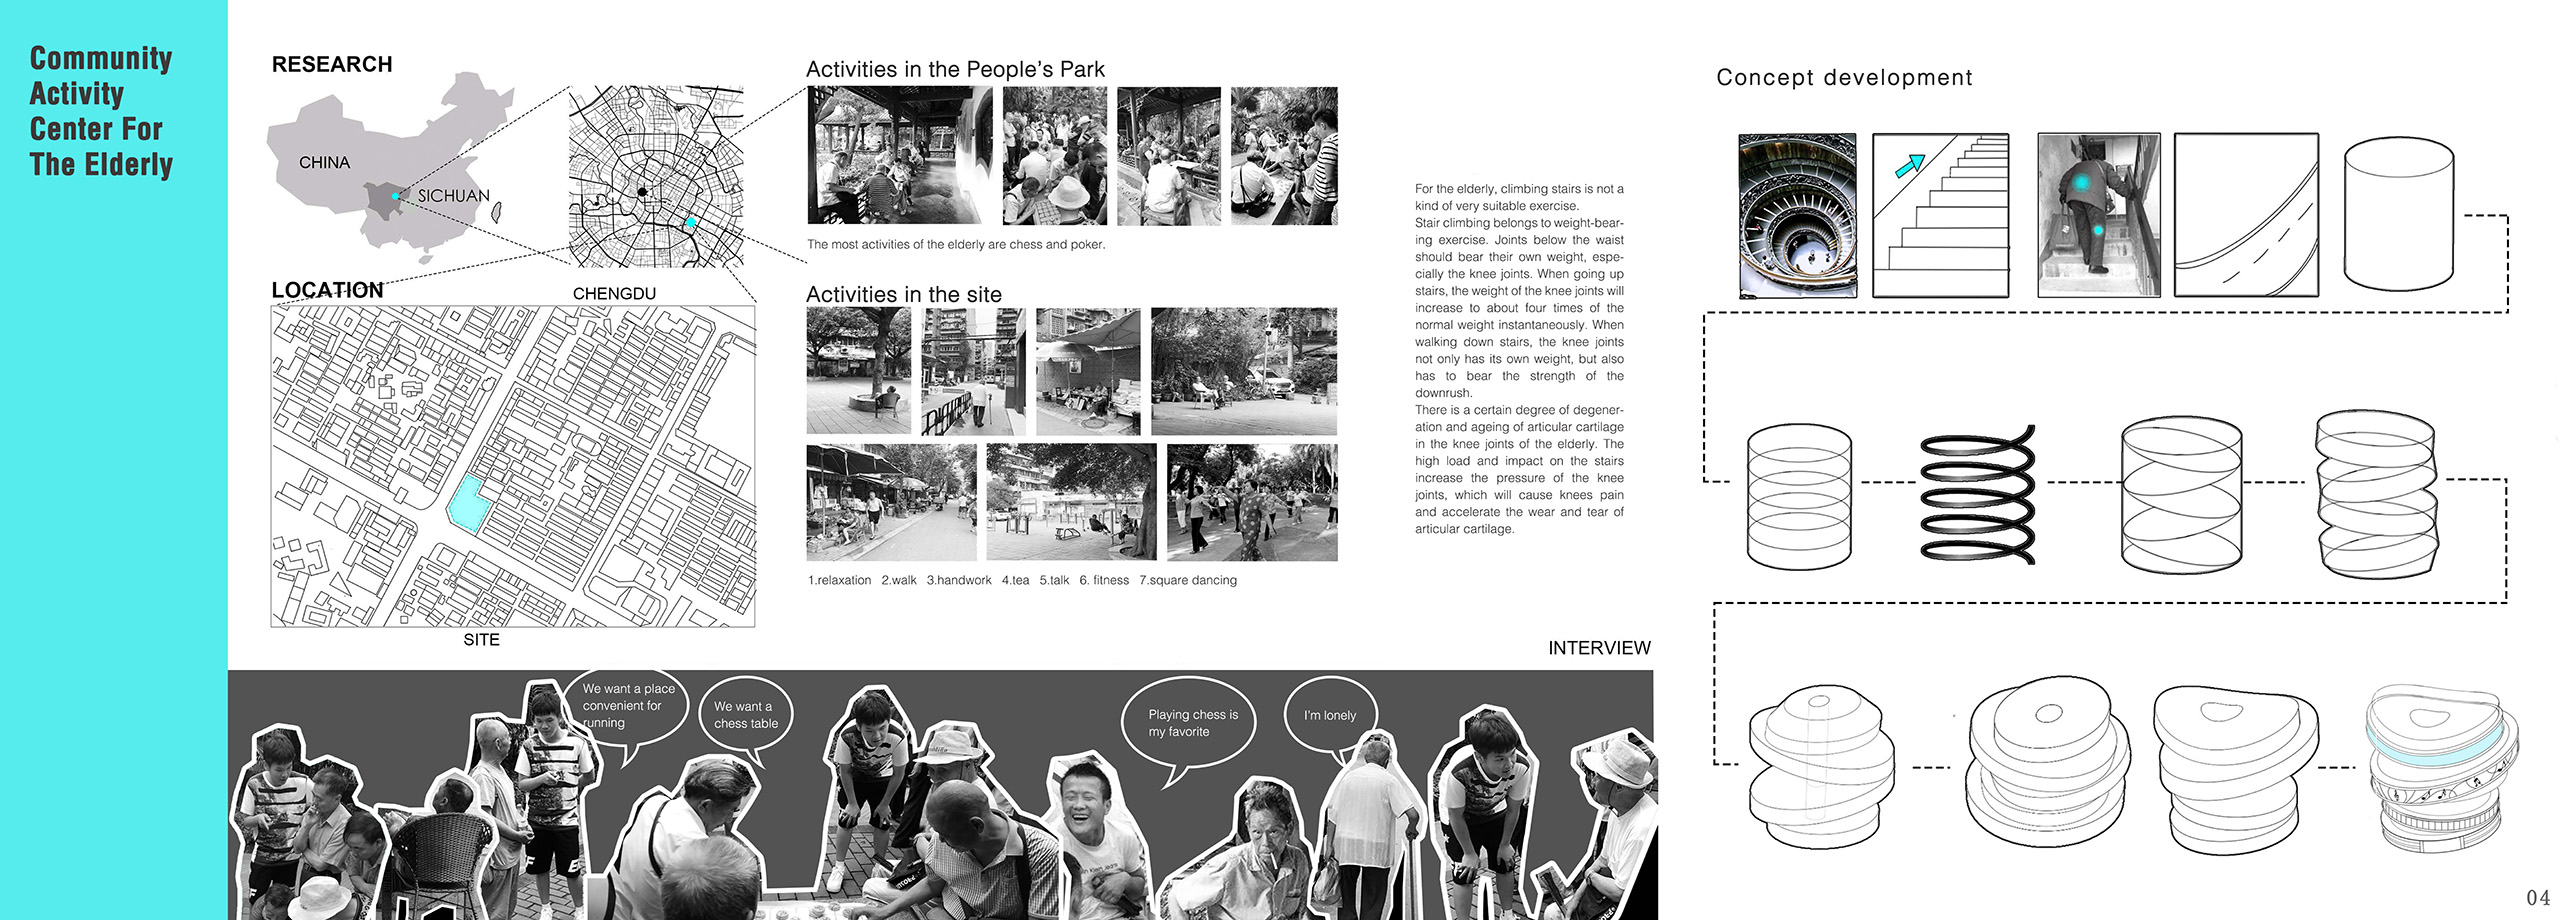 Community
Activity
Center For
The Elderly
RESEARCH
CHINA
SICHUAN
LOCATION
CHENGDU
SITE
Activities in the People's Park
The most activities of the elderly are chess and poker.
Activities in the site
1.relaxation 2.walk 3.handwork 4.tea 5.talk 6. fitness 7.square dancing
For the elderly, climbing stairs is not a
kind of very suitable exercise.
Stair climbing belongs to weight-bear-
ing exercise. Joints below the waist
should bear their own weight, espe-
cially the knee joints. When going up
stairs, the weight of the knee joints will
increase to about four times of the
normal weight instantaneously. When
walking down stairs, the knee joints
not only has its own weight, but also
has to bear the strength of the
downrush.
There is a certain degree of degener-
ation and ageing of articular cartilage
in the knee joints of the elderly. The
high load and impact on the stairs
increase the pressure of the knee
joints, which will cause knees pain
and accelerate the wear and tear of
articular cartilage.
INTERVIEW
We want a place
convenient for
running
We want a
chess table
Playing chess is
my favorite
I'm lonely
Concept development
04